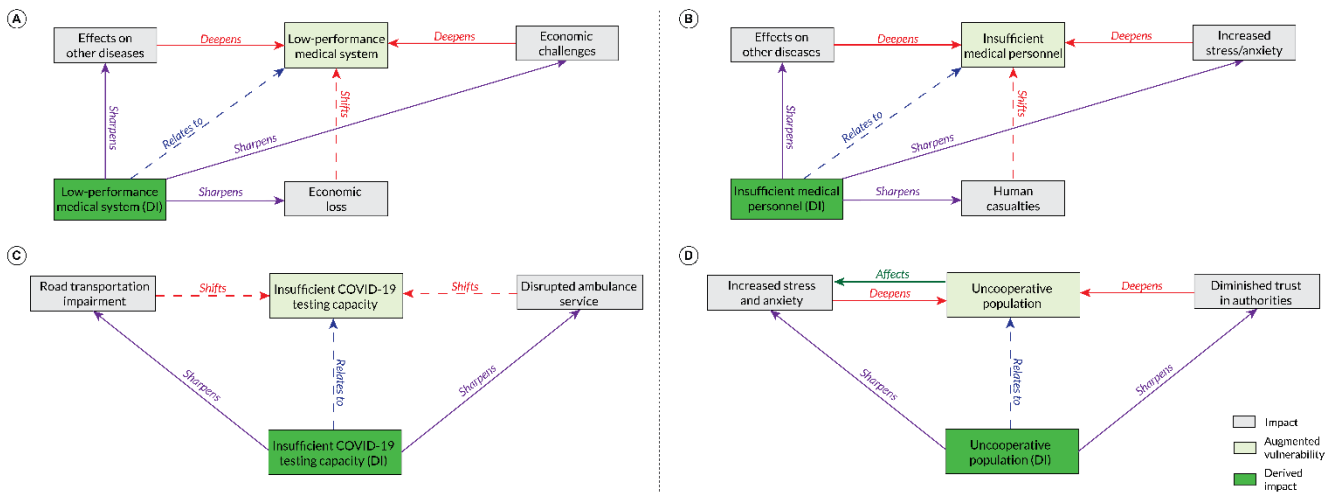 A
Effects on
other diseases
Deepens
Low-performance
medical system
Deepens
Economic
challenges
Sharpens
Relates to
Shifts
Sharpens
Low-performance
medical system (DI)
Sharpens
Economic
loss
B
Effects on
other diseases
Deepens
Insufficient
medical personnel
Deepens
Increased
stress/anxiety
Sharpens
Relates to
Shifts
Sharpens
Insufficient medical
personnel (DI)
Sharpens
Human
casualties
C
Road transportation
impairment
Shifts
Insufficient COVID-19
testing capacity
Shifts
Disrupted ambulance
service
Sharpens
Relates to
Sharpens
Insufficient COVID-19
testing capacity (DI)
D
Increased stress
and anxiety
Affects
Deepens
Uncooperative
population
Deepens
Diminished trust
in authorities
Sharpens
Relates to
Sharpens
Uncooperative
population (DI)
Impact
Augmented
vulnerability
Derived
impact